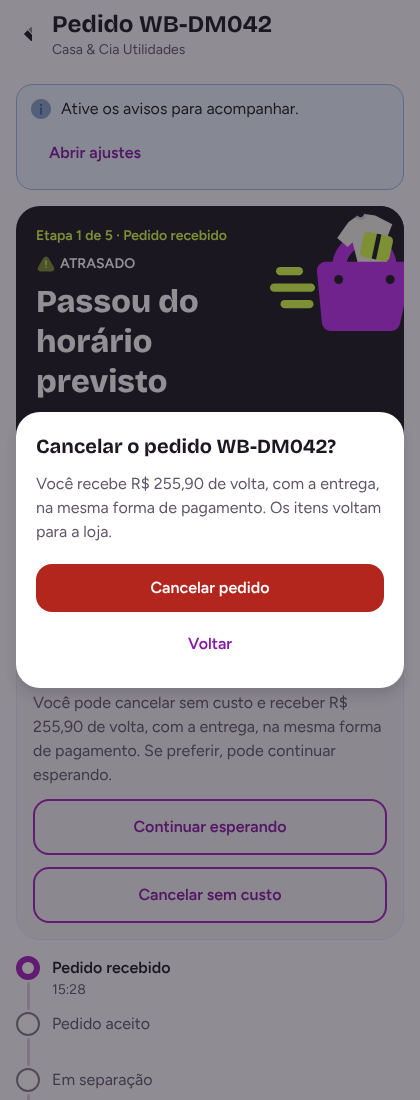 Pedido WB-DM042
Casa & Cia Utilidades
Ative os avisos para acompanhar.
Abrir ajustes
Etapa 1 de 5 · Pedido recebido
ATRASADO
Passou do
horário
previsto
Cancelar o pedido WB-DM042?
Você recebe R$ 255,90 de volta, com a entrega,
na mesma forma de pagamento. Os itens voltam
para a loja.
Cancelar pedido
Voltar
Você pode cancelar sem custo e receber R$
255,90 de volta, com a entrega, na mesma forma
de pagamento. Se preferir, pode continuar
esperando.
Continuar esperando
Cancelar sem custo
Pedido recebido
15:28
Pedido aceito
Em separação